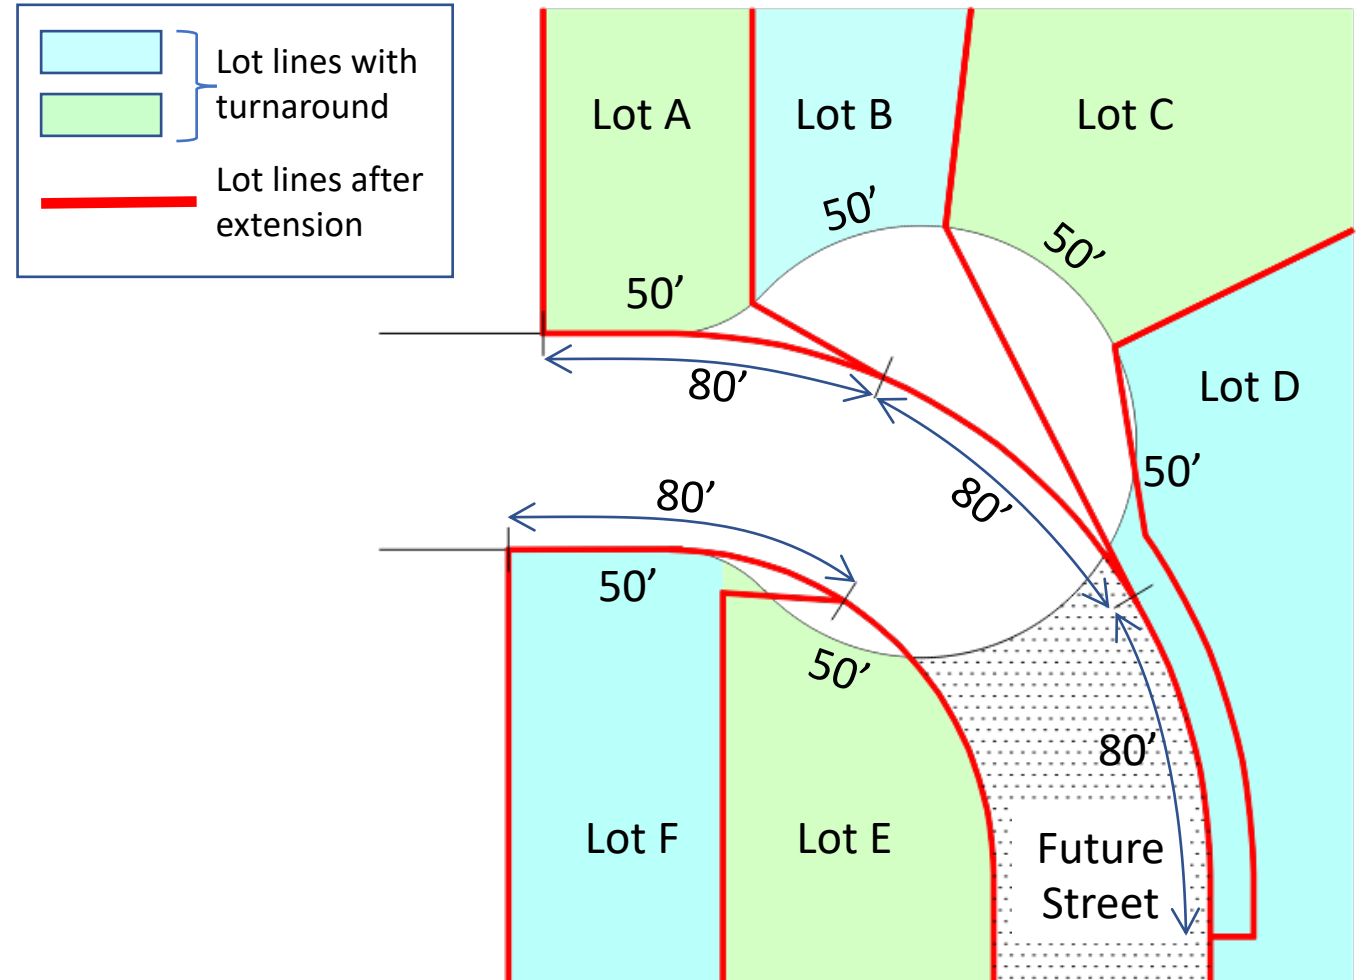 Lot lines with
turnaround
Lot lines after
extension
Lot A
Lot B
Lot C
50’
50’
50’
80’
Lot D
50’
80’
80’
50’
50’
80’
Lot F
Lot E
Future
Street